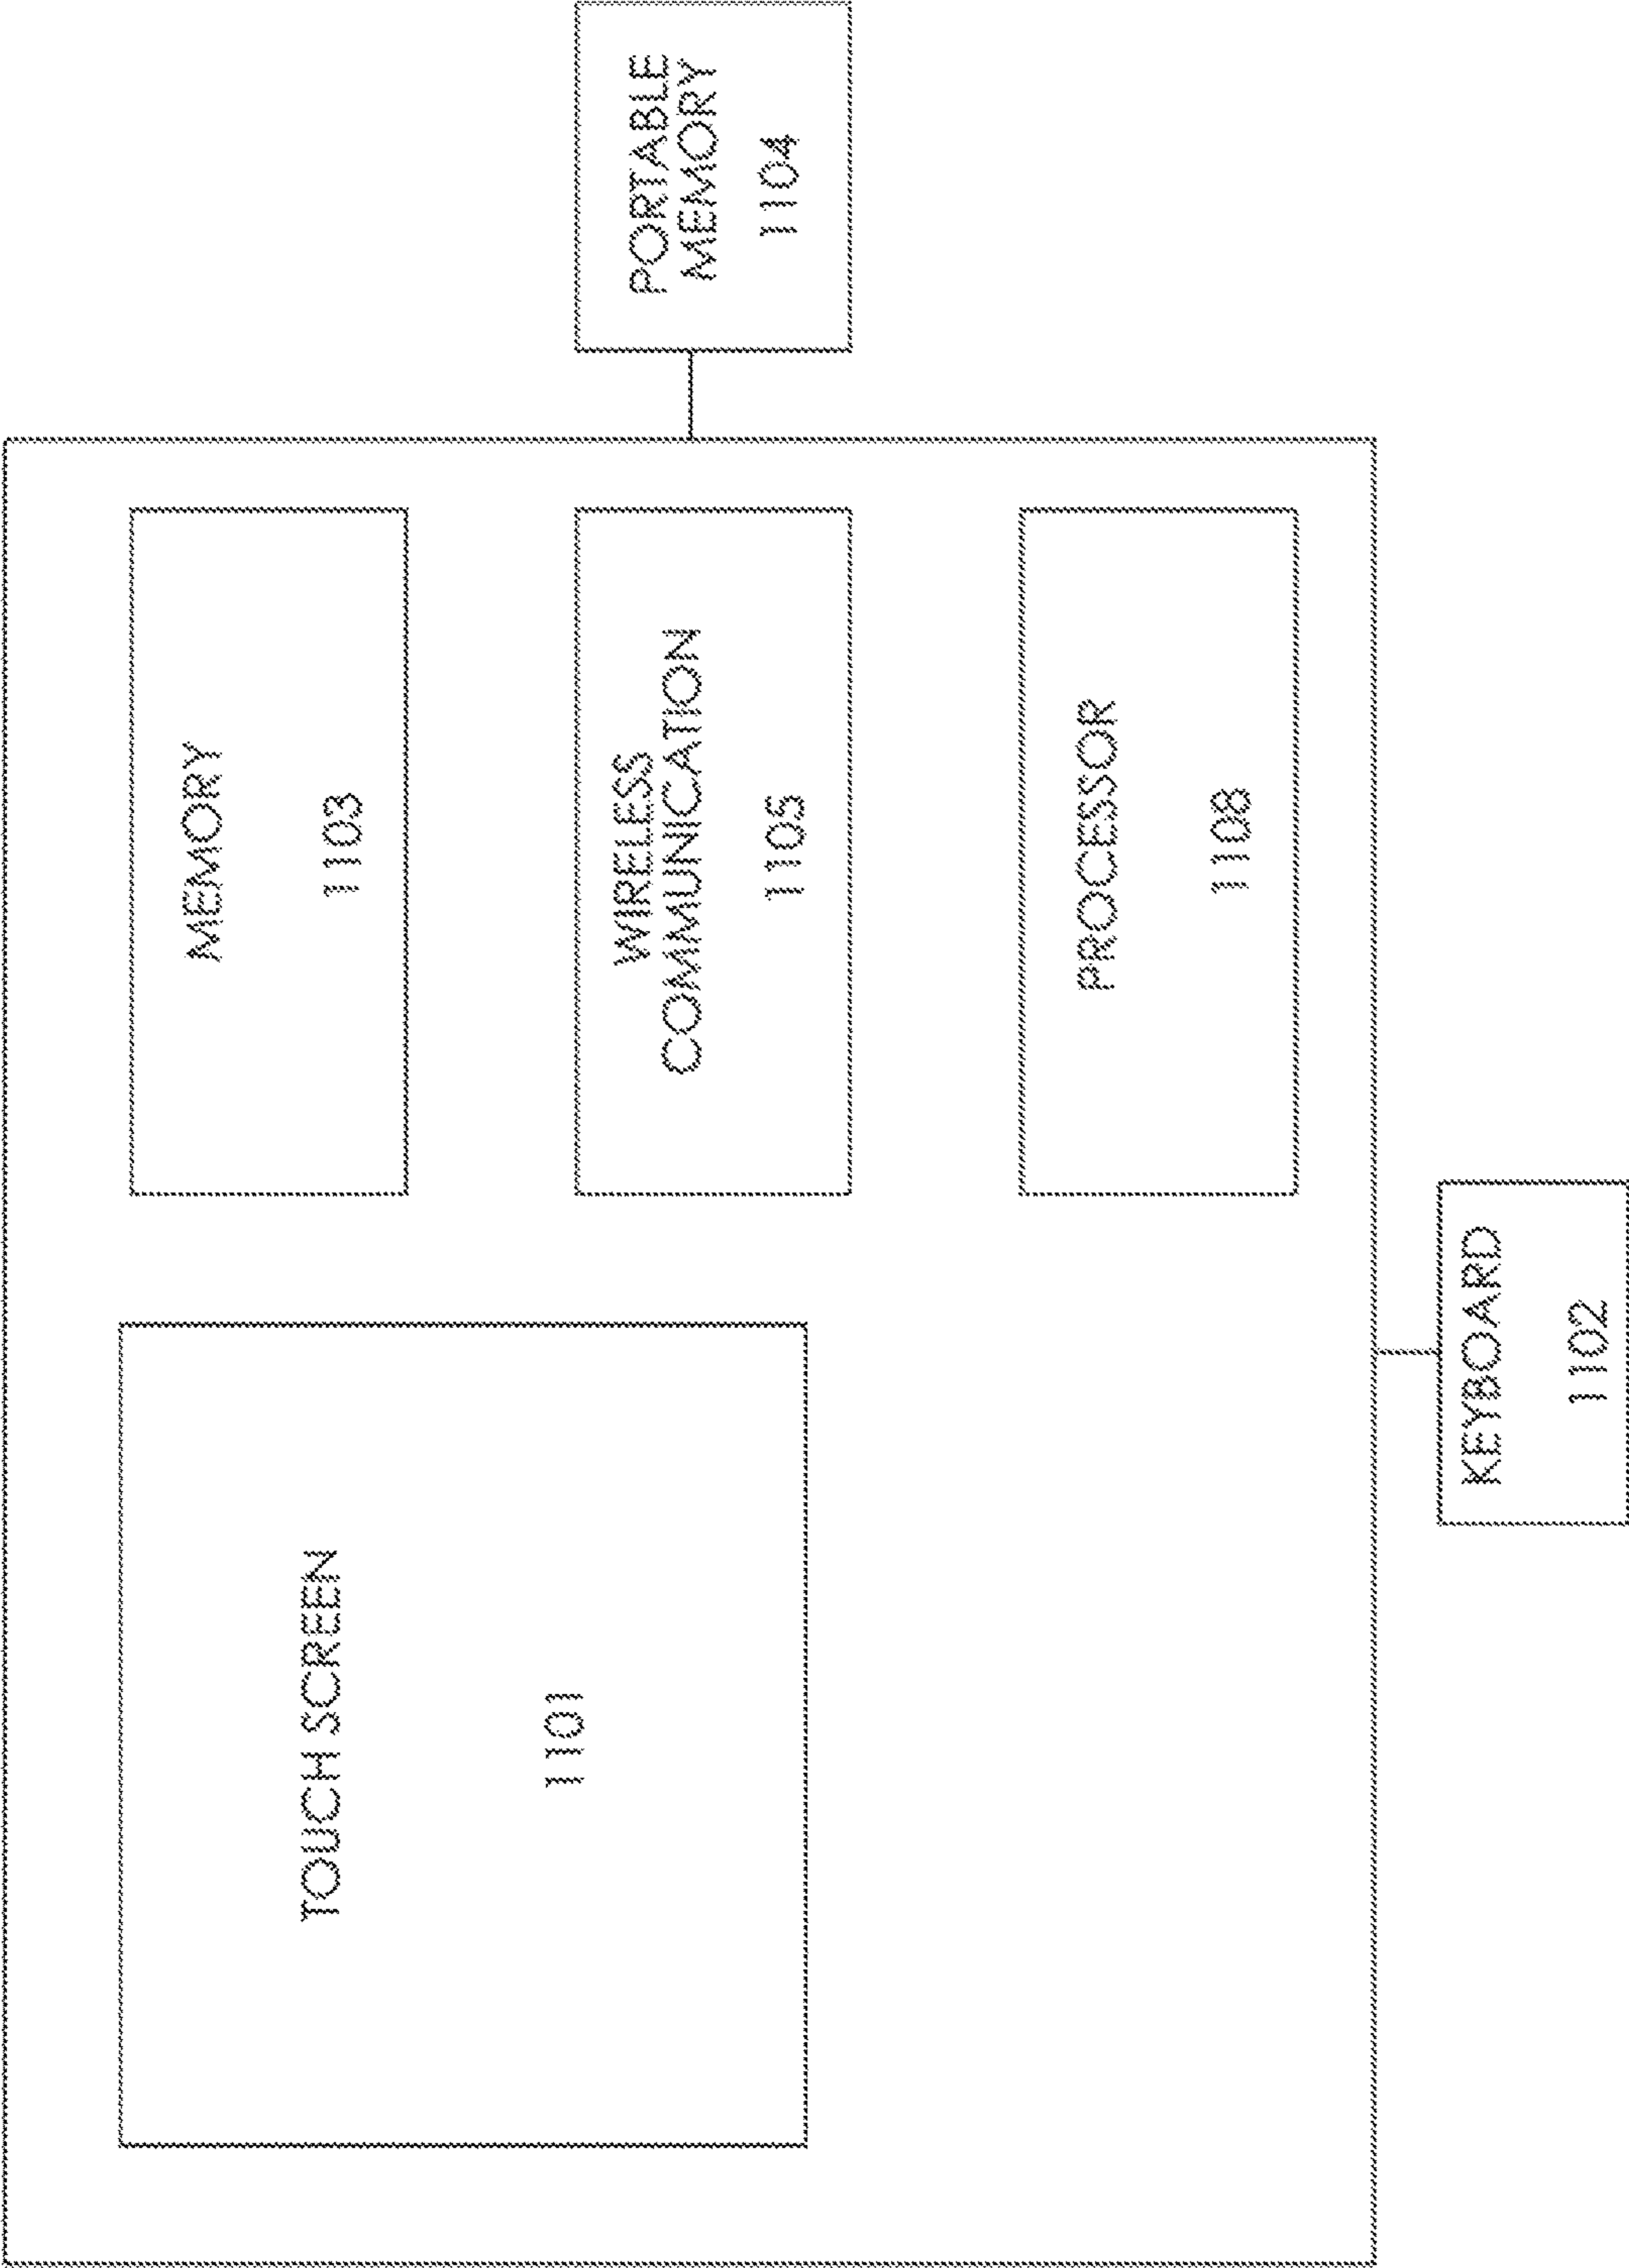 MEMORY
1103
PORTABLE
MEMORY
1104
WIRELESS
COMMUNICATION
1105
PROCESSOR
1108
TOUCH SCREEN
1101
KEYBOARD
1102